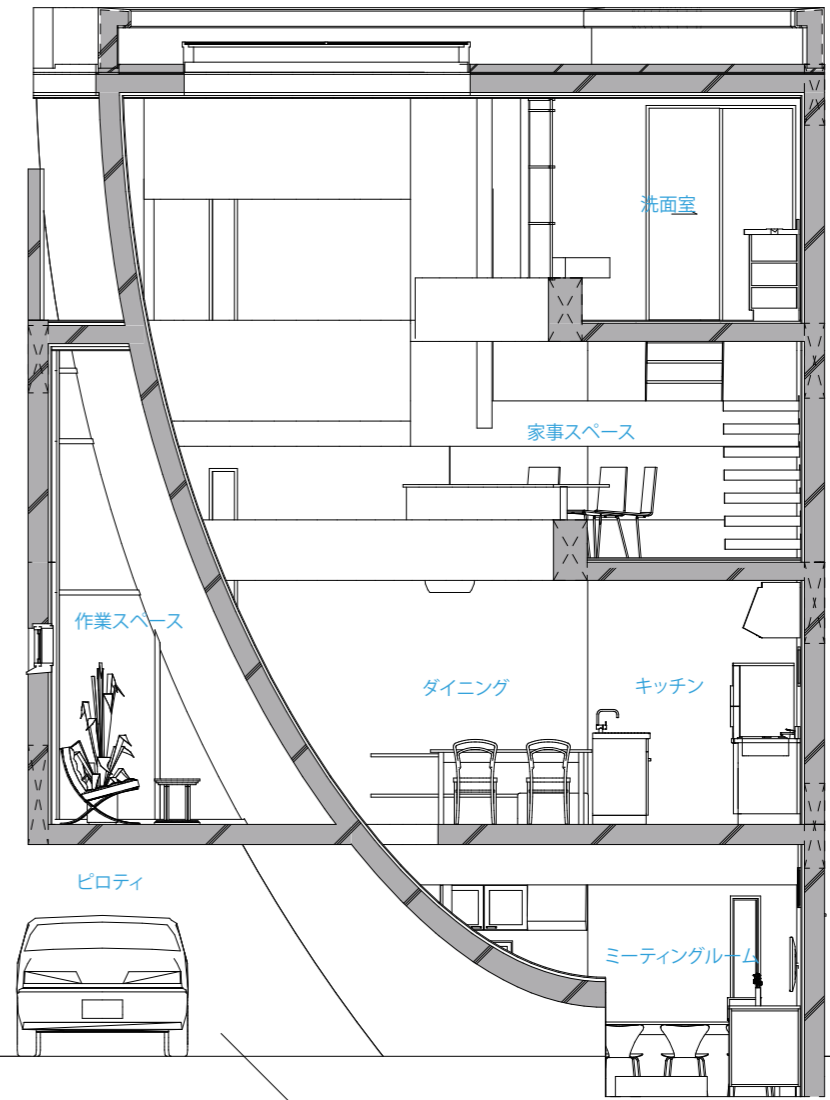 洗面室
家事スペース
作業スペース
ダイニング
キッチン
ピロティ
ミーティングルーム